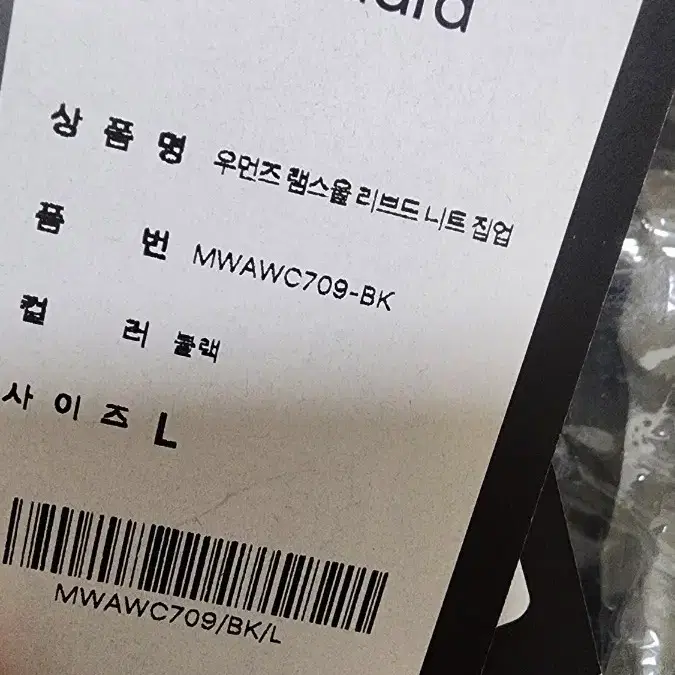 상품명 우먼즈 램스울 리브드 니트 집업
품번 MWAWC709-BK
컬러 블랙
사이즈 L
MWAWC709/BK/L